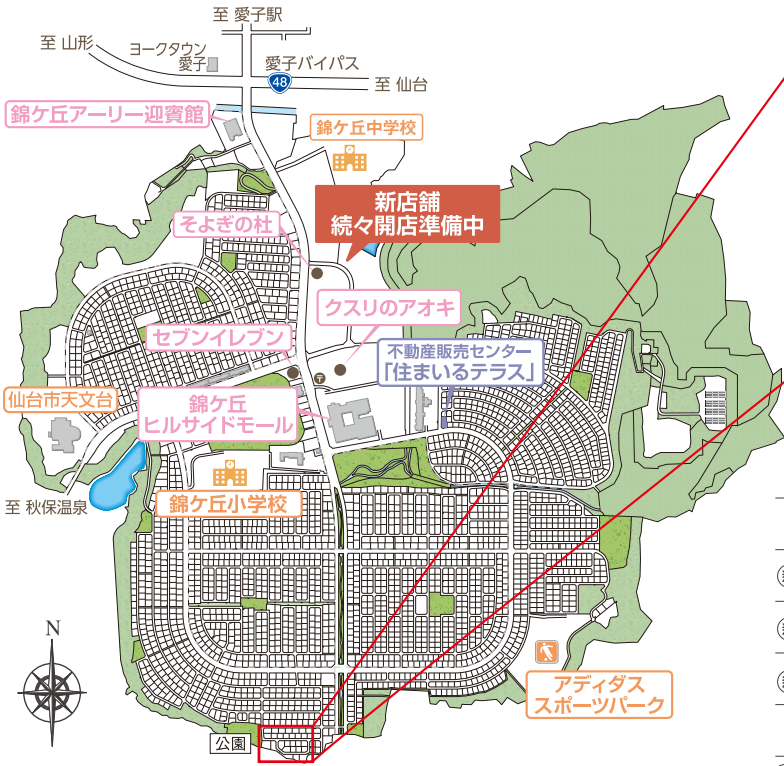 至 愛子駅
至 山形
ヨークタウン
愛子
愛子バイパス
48
至 仙台
錦ケ丘アーリー迎賓館
錦ケ丘中学校
新店舗
続々開店準備中
そよぎの杜
クスリのアオキ
セブンイレブン
不動産販売センター
「住まいるテラス」
仙台市天文台
錦ケ丘
ヒルサイドモール
至 秋保温泉
錦ケ丘小学校
N
アディダス
スポーツパーク
公園